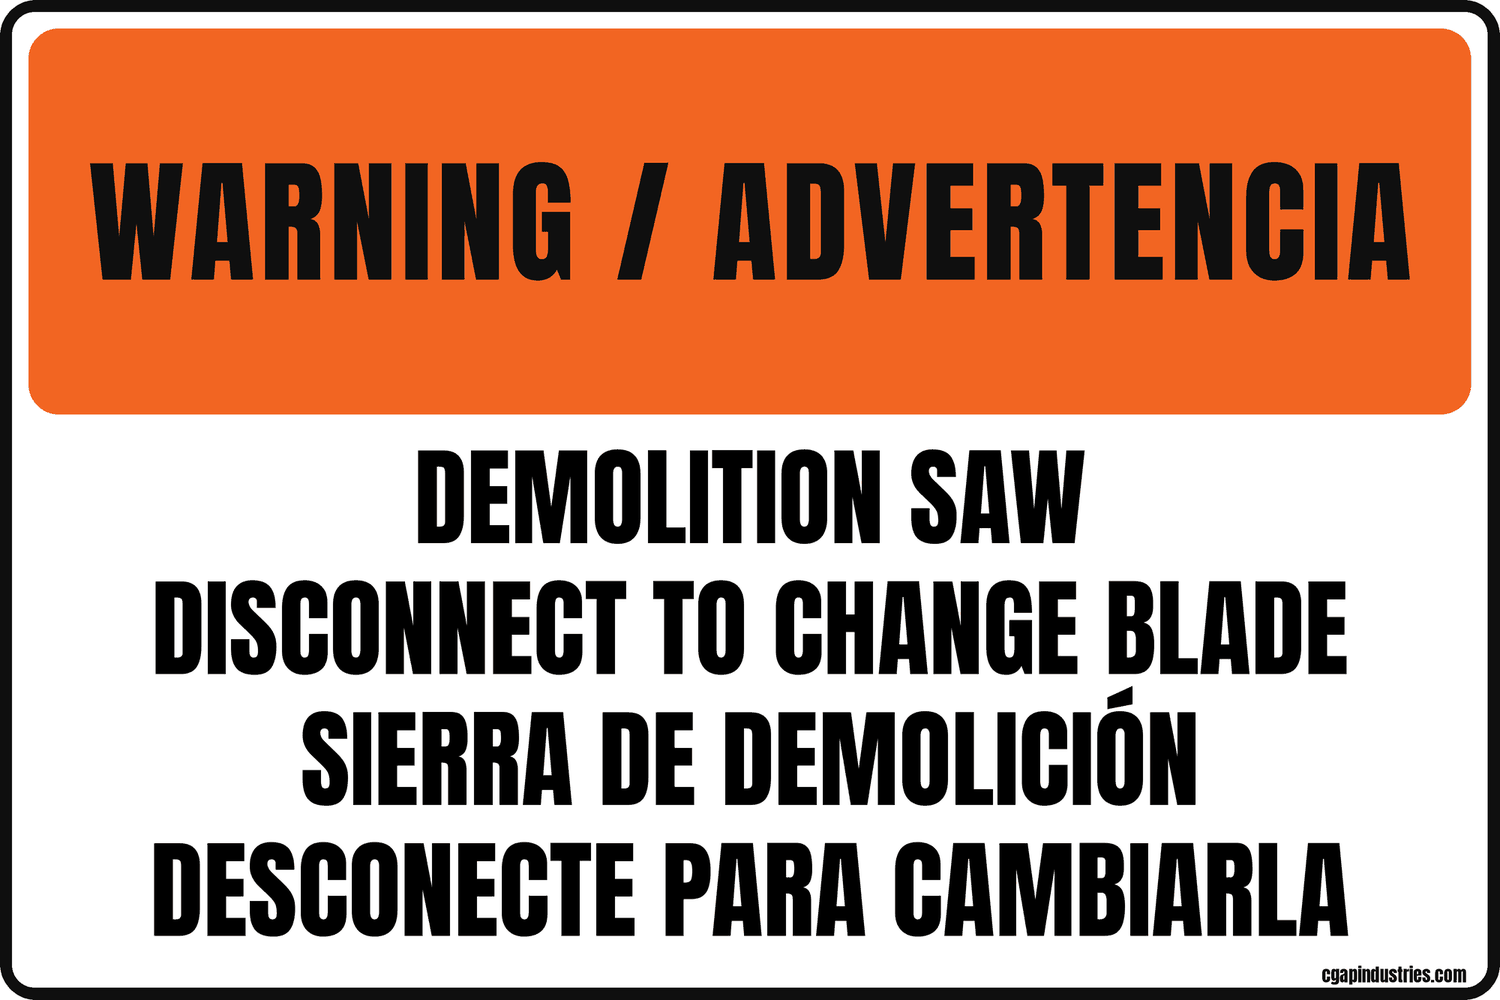 WARNING / ADVERTENCIA
DEMOLITION SAW
DISCONNECT TO CHANGE BLADE
SIERRA DE DEMOLICIÓN
DESCONECTE PARA CAMBIARLA
cgapindustries.com